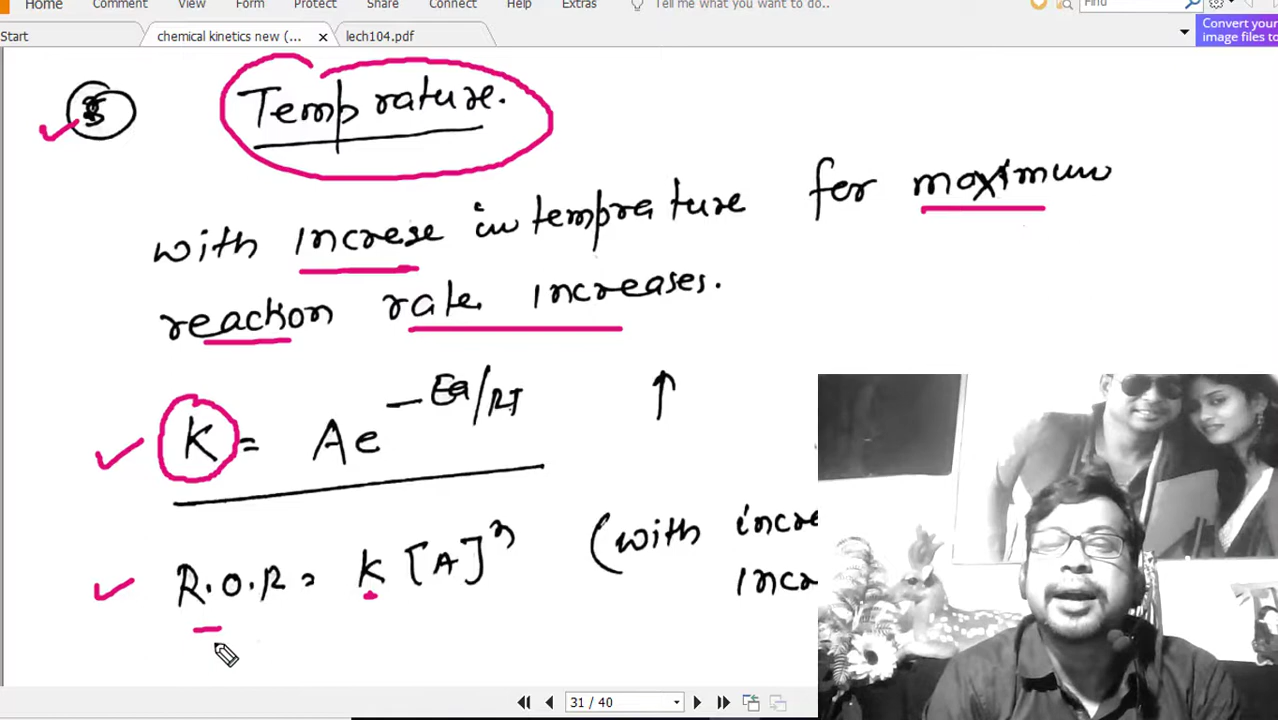 Home Comment View Form Protect Share Connect Help Extras Tell me what you want to do.. Find
Start chemical kinetics new (... × lech104.pdf
Convert your
image files to
Temprature.
with increse in temprature for maximum
reaction rate increases.
K = Ae -Ea/RT ↑
R.O.R = k [A]n (with incre
incr
31 / 40